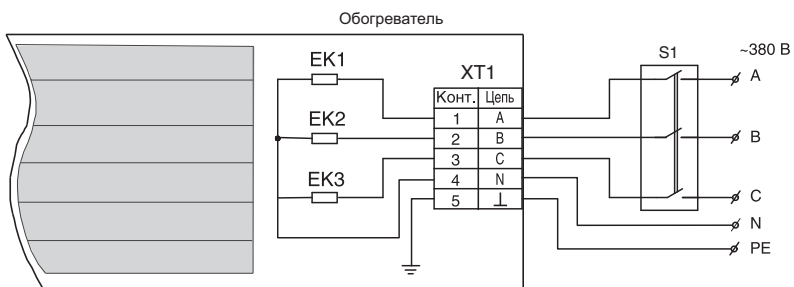 Обогреватель
EK1
EK2
EK3
XT1
Конт. Цепь
1 A
2 B
3 C
4 N
5 ⊥
S1
~380 В
A
B
C
N
PE